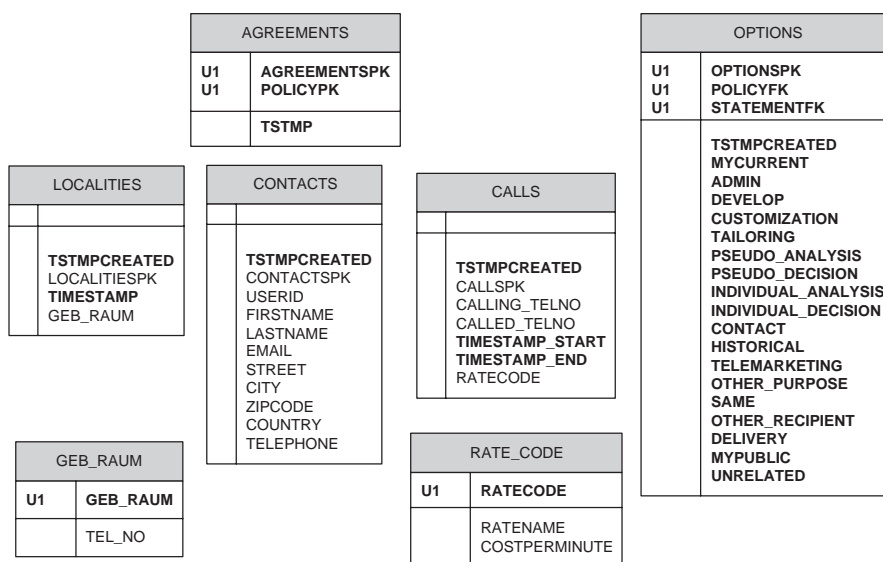 AGREEMENTS
U1 AGREEMENTSPK
U1 POLICYPK
TSTMP
OPTIONS
U1 OPTIONSPK
U1 POLICYFK
U1 STATEMENTFK
TSTMPCREATED
MYCURRENT
ADMIN
DEVELOP
CUSTOMIZATION
TAILORING
PSEUDO_ANALYSIS
PSEUDO_DECISION
INDIVIDUAL_ANALYSIS
INDIVIDUAL_DECISION
CONTACT
HISTORICAL
TELEMARKETING
OTHER_PURPOSE
SAME
OTHER_RECIPIENT
DELIVERY
MYPUBLIC
UNRELATED
LOCALITIES
TSTMPCREATED
LOCALITIESPK
TIMESTAMP
GEB_RAUM
CONTACTS
TSTMPCREATED
CONTACTSPK
USERID
FIRSTNAME
LASTNAME
EMAIL
STREET
CITY
ZIPCODE
COUNTRY
TELEPHONE
CALLS
TSTMPCREATED
CALLSPK
CALLING_TELNO
CALLED_TELNO
TIMESTAMP_START
TIMESTAMP_END
RATECODE
GEB_RAUM
U1 GEB_RAUM
TEL_NO
RATE_CODE
U1 RATECODE
RATENAME
COSTPERMINUTE